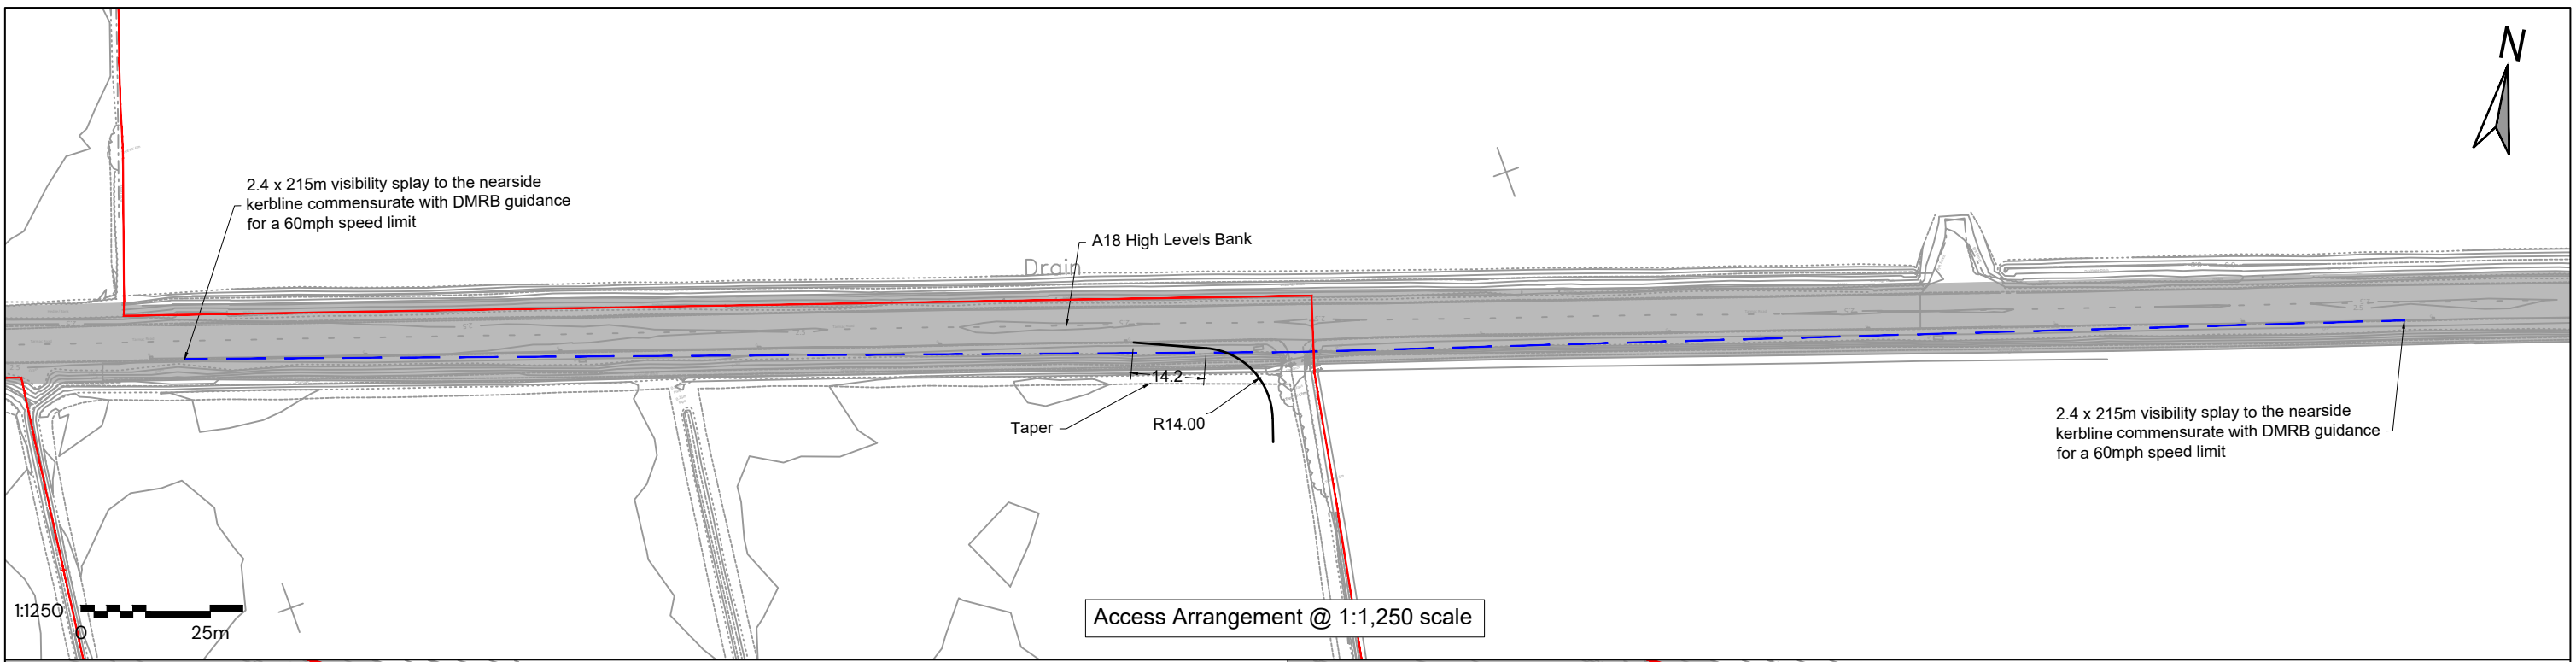 N
2.4 x 215m visibility splay to the nearside
kerbline commensurate with DMRB guidance
for a 60mph speed limit
A18 High Levels Bank
Drain
14.2
Taper
R14.00
2.4 x 215m visibility splay to the nearside
kerbline commensurate with DMRB guidance
for a 60mph speed limit
1:1250
0
25m
Access Arrangement @ 1:1,250 scale